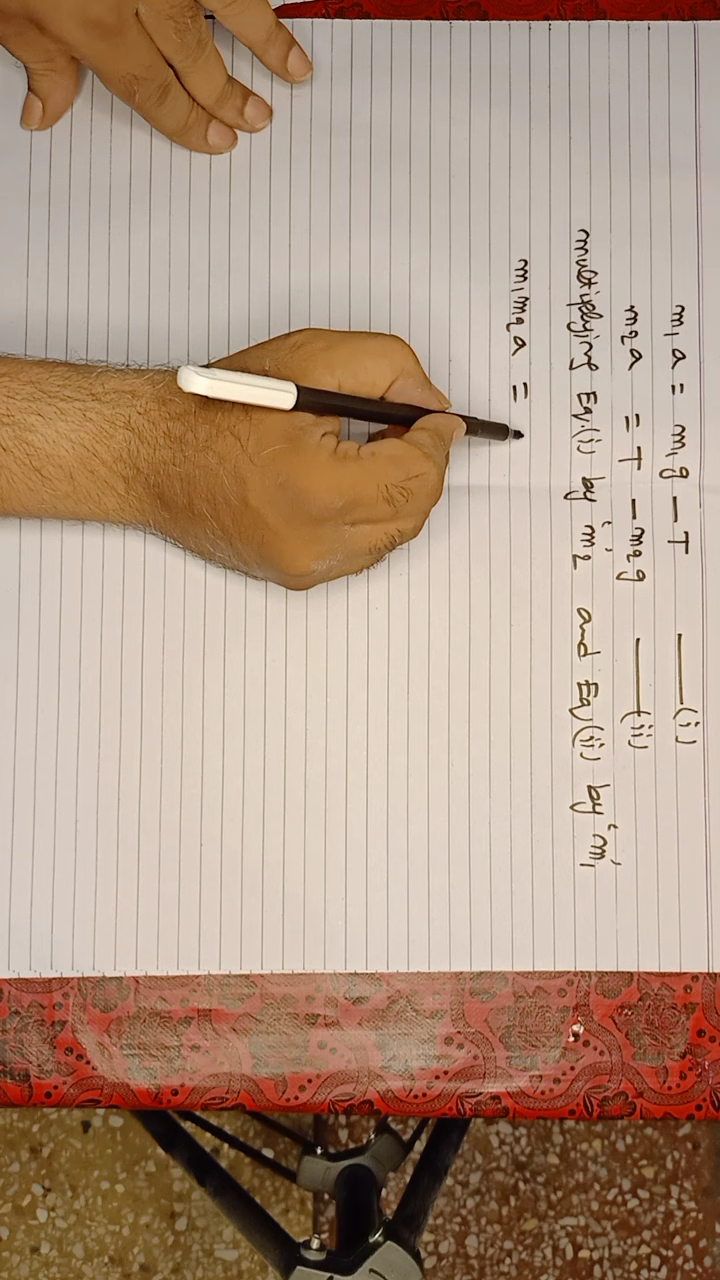 m₁a = m₁g — T ——(i)
m₂a = T — m₂g ——(ii)
multiplying Eq.(i) by 'm₂' and Eq.(ii) by 'm₁'
m₁m₂a =